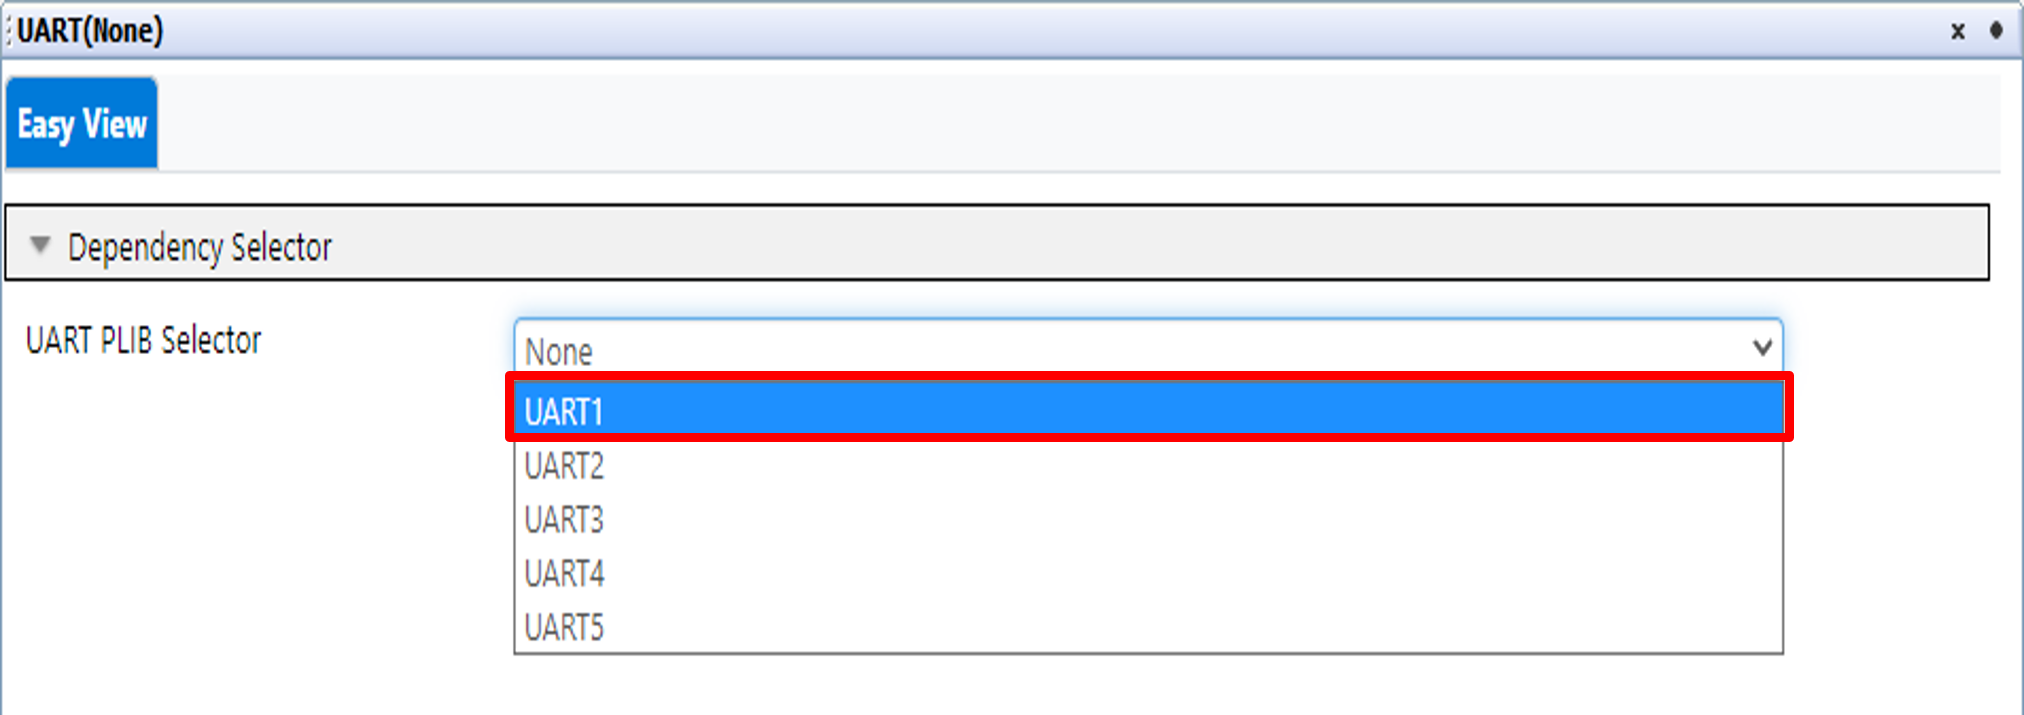 UART(None)
Easy View
Dependency Selector
UART PLIB Selector
None
UART1
UART2
UART3
UART4
UART5